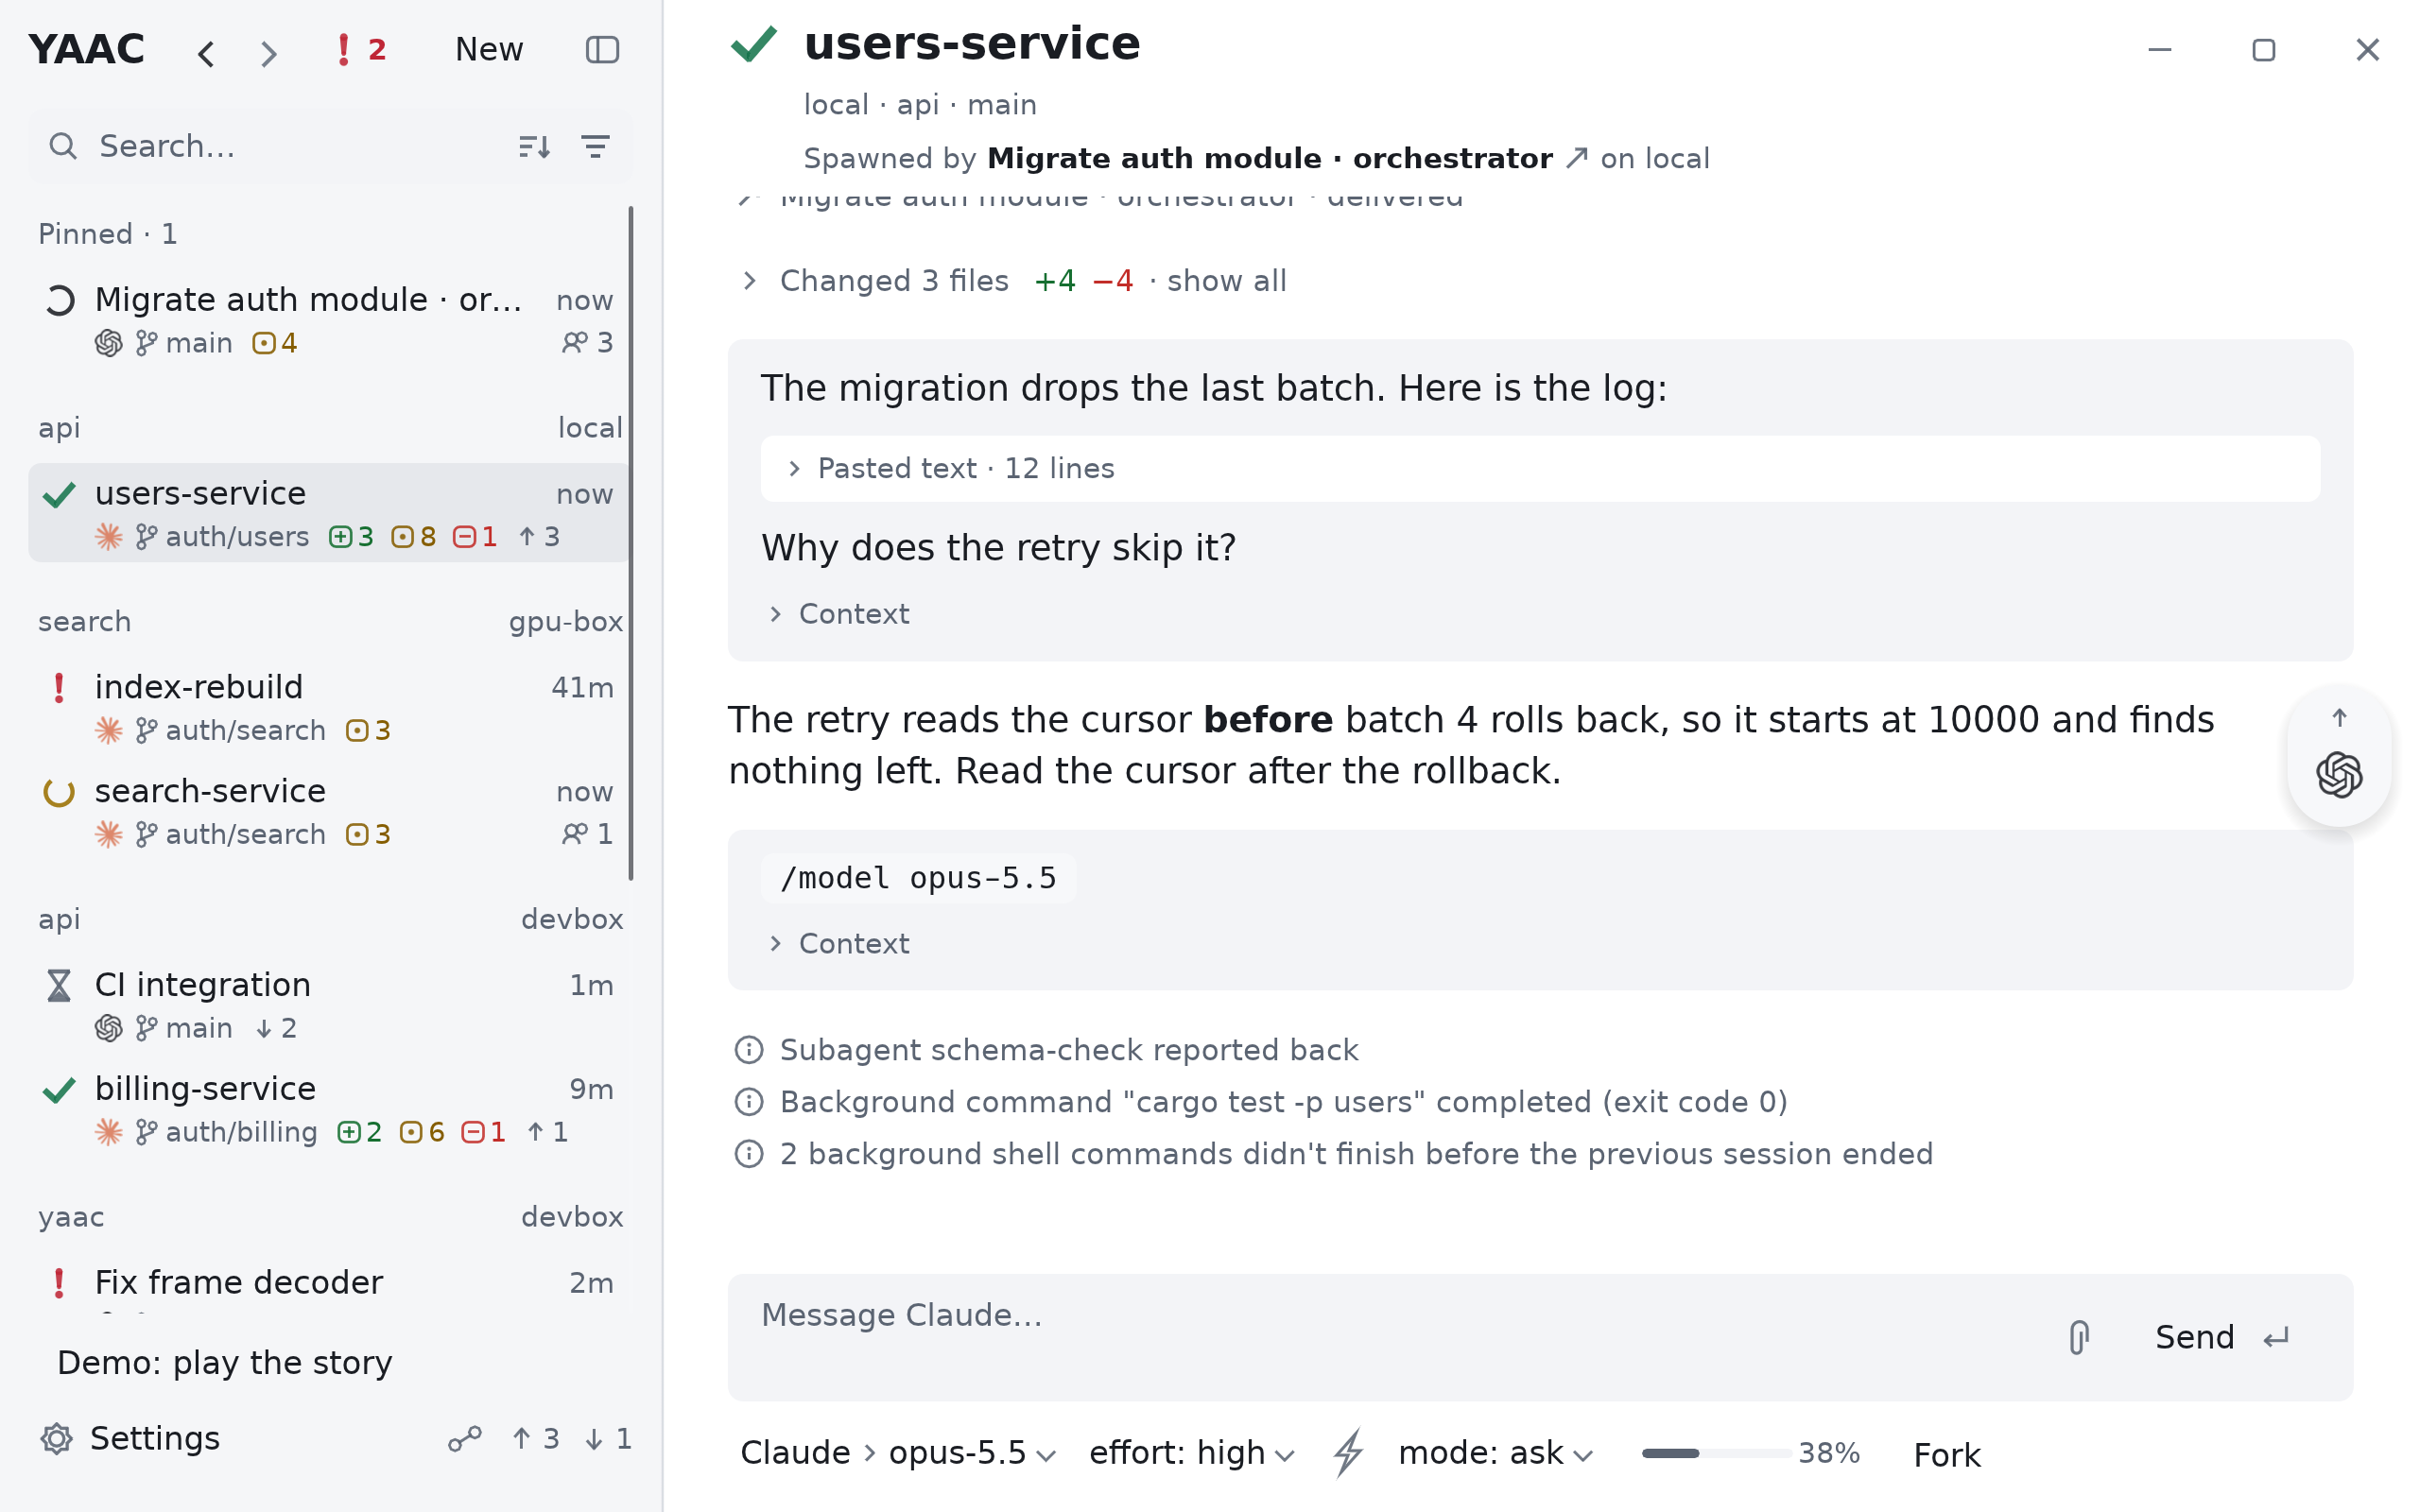 YAAC
2
New
Search…
Pinned · 1
Migrate auth module · or… now
main 4 3
api local
users-service now
auth/users 3 8 1 ↑ 3
search gpu-box
index-rebuild 41m
auth/search 3
search-service now
auth/search 3 1
api devbox
CI integration 1m
main ↓ 2
billing-service 9m
auth/billing 2 6 1 ↑ 1
yaac devbox
Fix frame decoder 2m
Demo: play the story
Settings ↑ 3 ↓ 1
users-service
local · api · main
Spawned by Migrate auth module · orchestrator ↗ on local
Migrate auth module · orchestrator · delivered
Changed 3 files +4 −4 · show all
The migration drops the last batch. Here is the log:
Pasted text · 12 lines
Why does the retry skip it?
Context
The retry reads the cursor before batch 4 rolls back, so it starts at 10000 and finds
nothing left. Read the cursor after the rollback.
/model opus-5.5
Context
Subagent schema-check reported back
Background command "cargo test -p users" completed (exit code 0)
2 background shell commands didn't finish before the previous session ended
Message Claude…
Send
Claude › opus-5.5 effort: high mode: ask 38% Fork